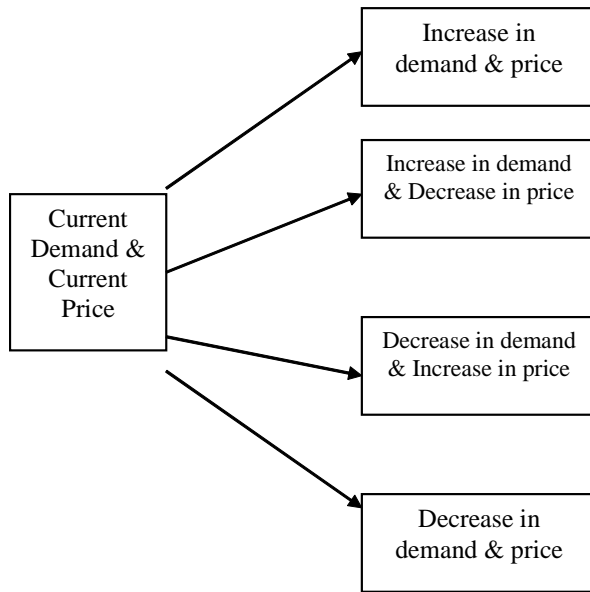 Increase in
demand & price
Increase in demand
& Decrease in price
Current
Demand &
Current
Price
Decrease in demand
& Increase in price
Decrease in
demand & price